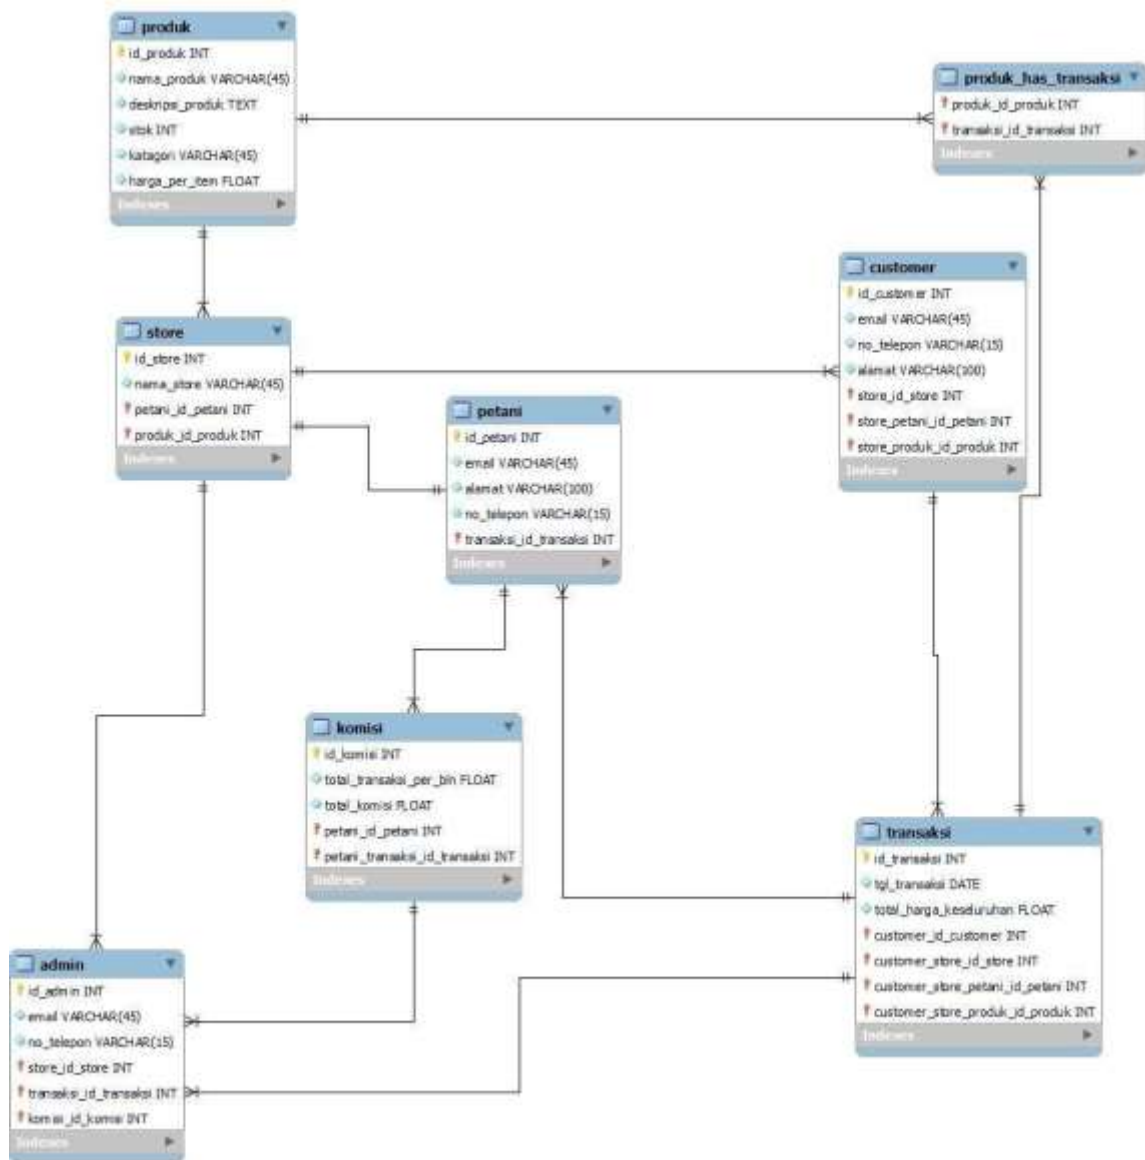 produk
id_produk INT
nama_produk VARCHAR(45)
deskripsi_produk TEXT
stok INT
katagori VARCHAR(45)
harga_per_item FLOAT
Indexes
produk_has_transaksi
produk_id_produk INT
transaksi_id_transaksi INT
Indexes
customer
id_customer INT
email VARCHAR(45)
no_telepon VARCHAR(15)
alamat VARCHAR(100)
store_id_store INT
store_petani_id_petani INT
store_produk_id_produk INT
Indexes
store
id_store INT
nama_store VARCHAR(45)
petani_id_petani INT
produk_id_produk INT
Indexes
petani
id_petani INT
email VARCHAR(45)
alamat VARCHAR(100)
no_telepon VARCHAR(15)
transaksi_id_transaksi INT
Indexes
komisi
id_komisi INT
total_transaksi_per_bln FLOAT
total_komisi FLOAT
petani_id_petani INT
petani_transaksi_id_transaksi INT
Indexes
transaksi
id_transaksi INT
tgl_transaksi DATE
total_harga_keseluruhan FLOAT
customer_id_customer INT
customer_store_id_store INT
customer_store_petani_id_petani INT
customer_store_produk_id_produk INT
Indexes
admin
id_admin INT
email VARCHAR(45)
no_telepon VARCHAR(15)
store_id_store INT
transaksi_id_transaksi INT
komisi_id_komisi INT
Indexes